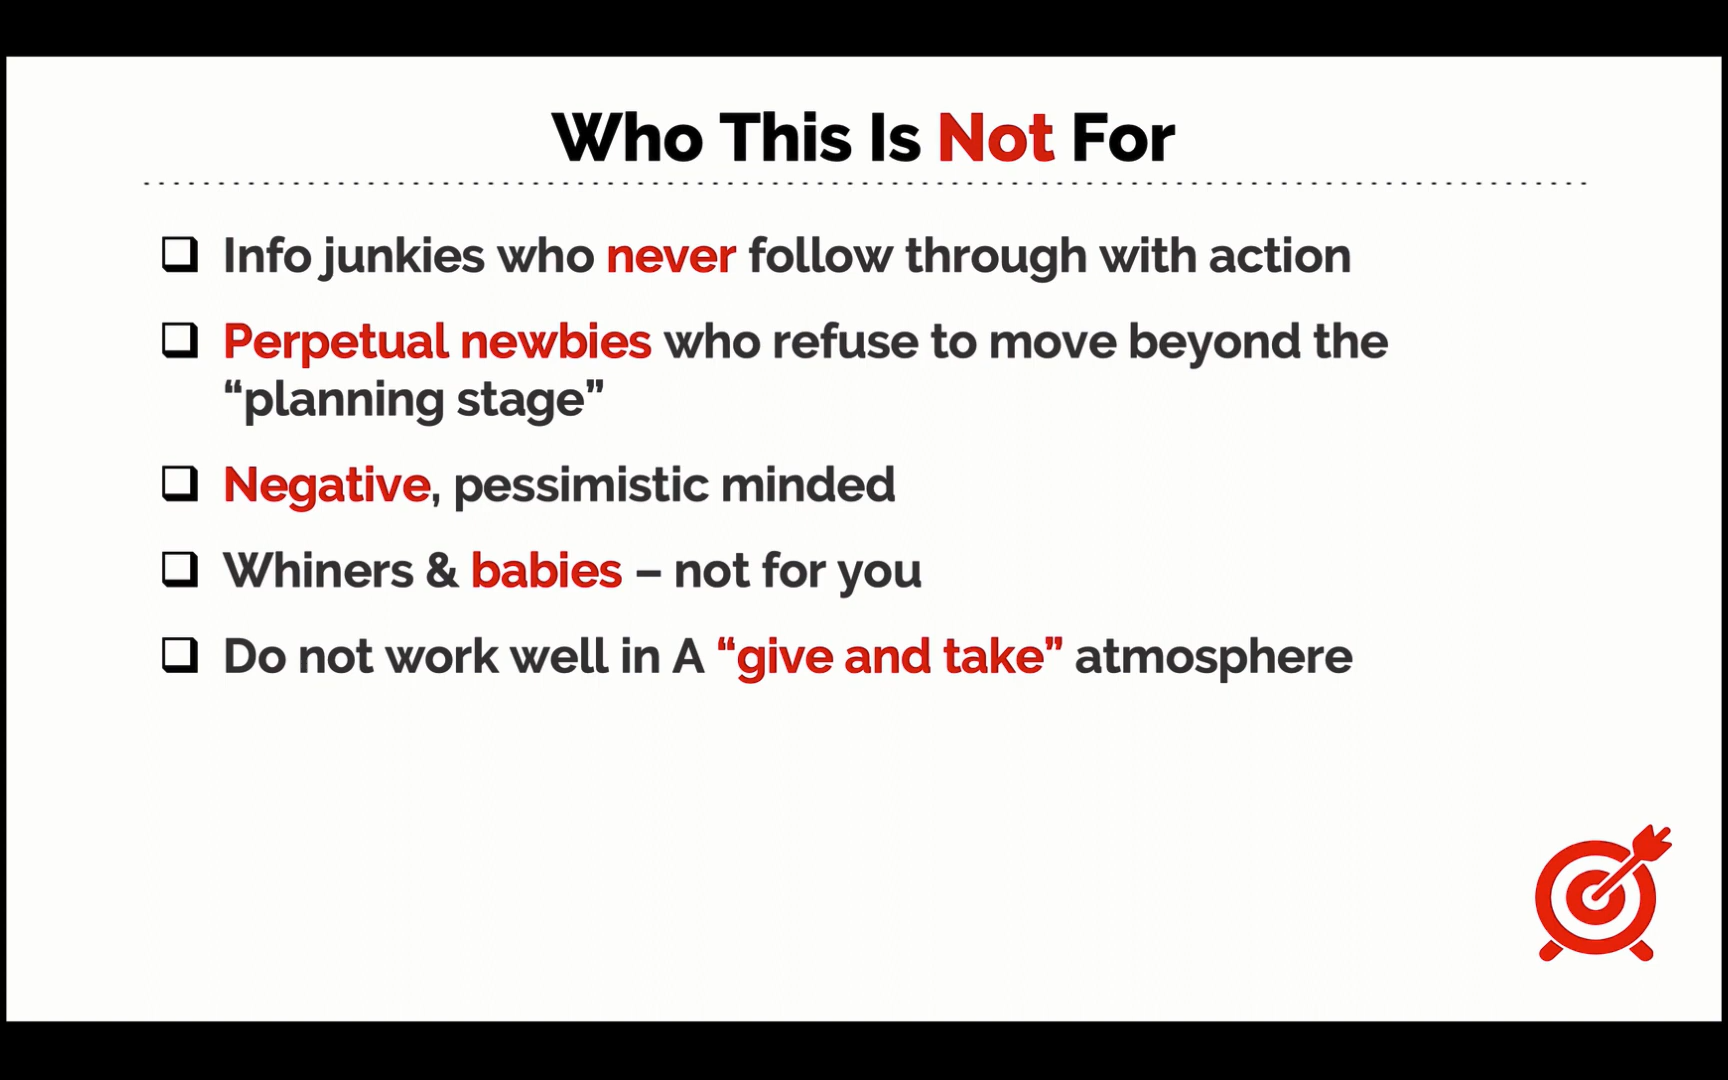 Who This Is Not For
Info junkies who never follow through with action
Perpetual newbies who refuse to move beyond the
“planning stage”
Negative, pessimistic minded
Whiners & babies – not for you
Do not work well in A “give and take” atmosphere